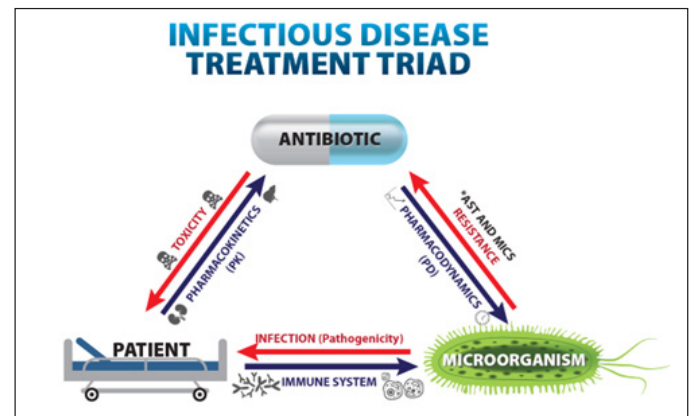 INFECTIOUS DISEASE
TREATMENT TRIAD
ANTIBIOTIC
TOXICITY
PHARMACOKINETICS
(PK)
*AST AND MICS
RESISTANCE
PHARMACODYNAMICS
(PD)
PATIENT
INFECTION (Pathogenicity)
IMMUNE SYSTEM
MICROORGANISM